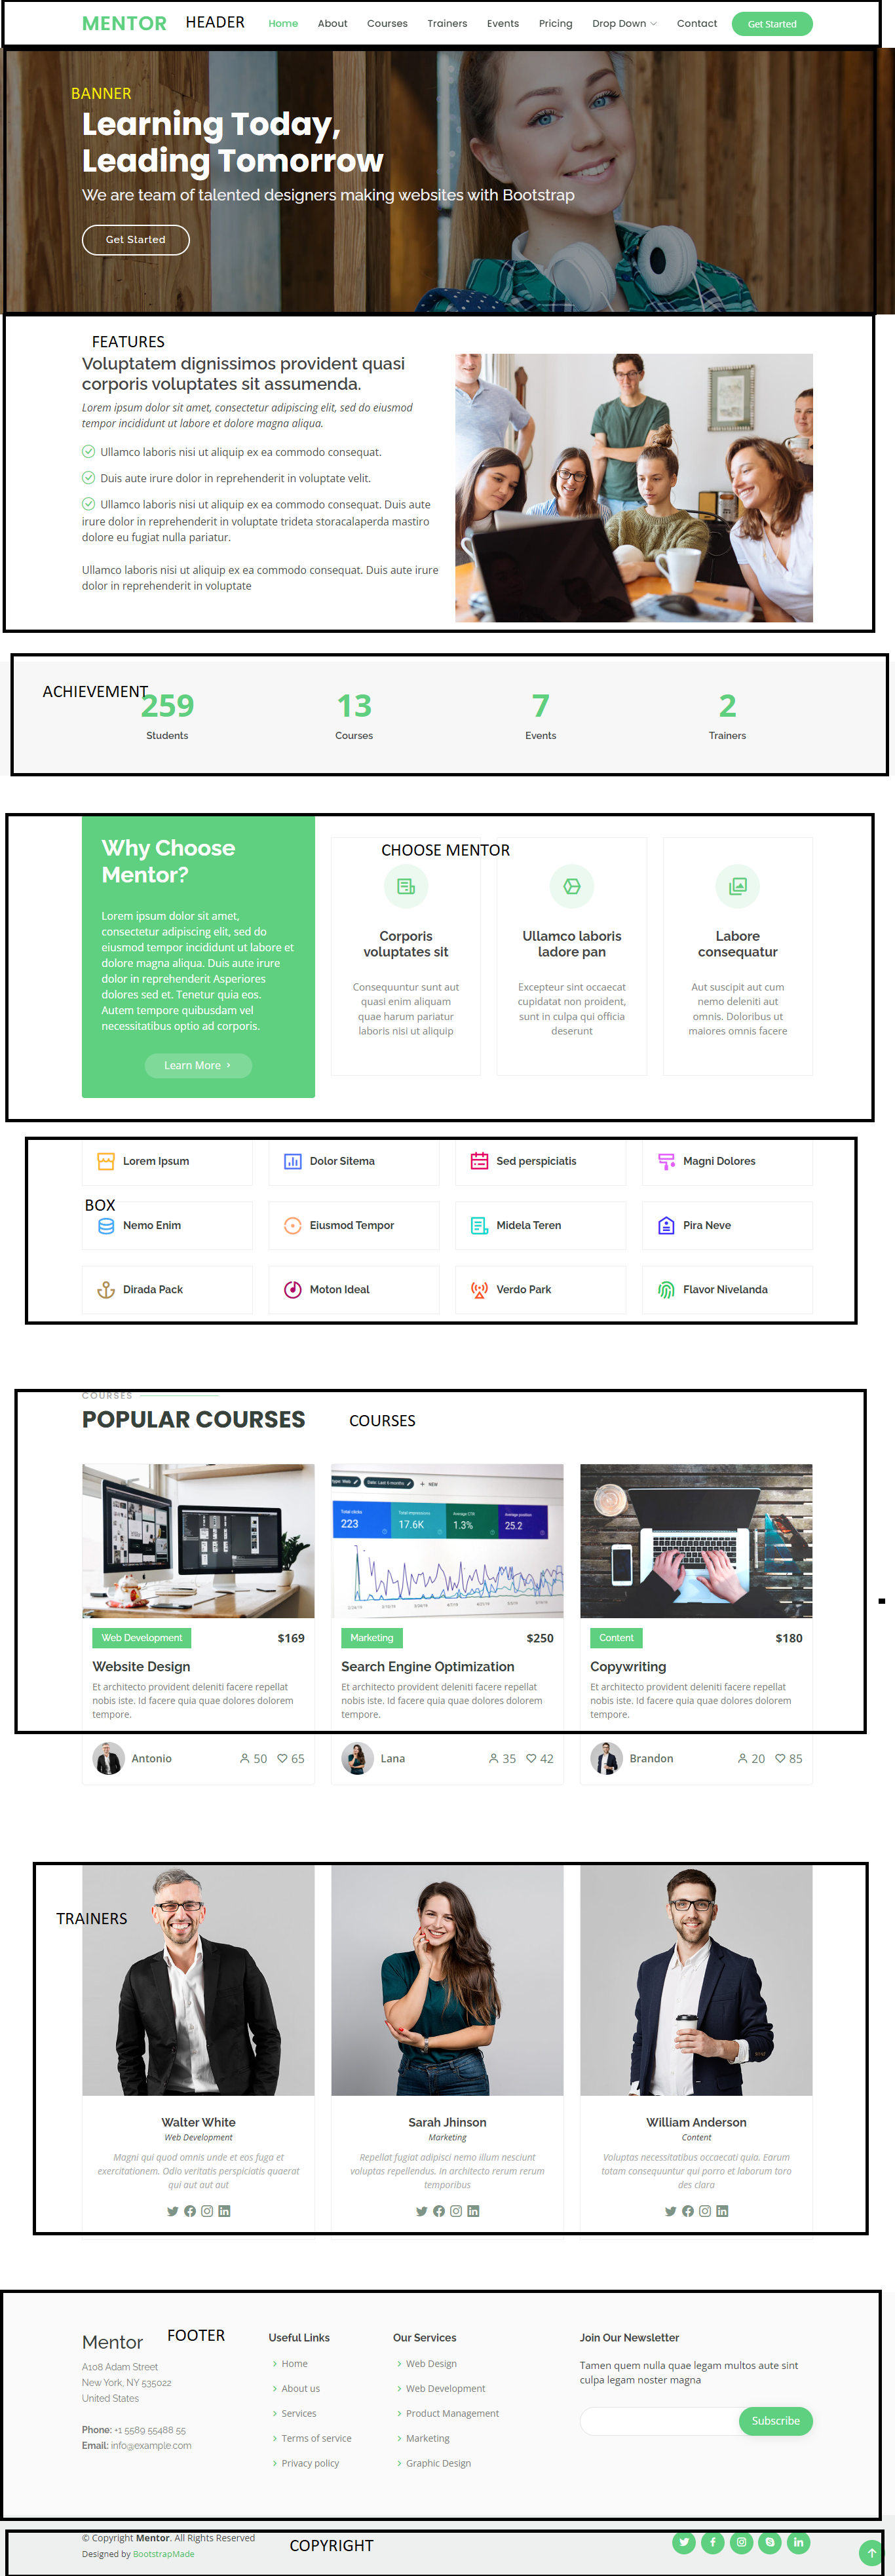 MENTOR HEADER Home About Courses Trainers Events Pricing Drop Down Contact Get Started
BANNER
Learning Today,
Leading Tomorrow
We are team of talented designers making websites with Bootstrap
Get Started
FEATURES
Voluptatem dignissimos provident quasi
corporis voluptates sit assumenda.
Lorem ipsum dolor sit amet, consectetur adipiscing elit, sed do eiusmod
tempor incididunt ut labore et dolore magna aliqua.
Ullamco laboris nisi ut aliquip ex ea commodo consequat.
Duis aute irure dolor in reprehenderit in voluptate velit.
Ullamco laboris nisi ut aliquip ex ea commodo consequat. Duis aute
irure dolor in reprehenderit in voluptate trideta storacalaperda mastiro
dolore eu fugiat nulla pariatur.
Ullamco laboris nisi ut aliquip ex ea commodo consequat. Duis aute irure
dolor in reprehenderit in voluptate
ACHIEVEMENT
259 13 7 2
Students Courses Events Trainers
CHOOSE MENTOR
Why Choose
Mentor?
Lorem ipsum dolor sit amet,
consectetur adipiscing elit, sed do
eiusmod tempor incididunt ut labore et
dolore magna aliqua. Duis aute irure
dolor in reprehenderit Asperiores
dolores sed et. Tenetur quia eos.
Autem tempore quibusdam vel
necessitatibus optio ad corporis.
Learn More
Corporis
voluptates sit
Consequuntur sunt aut
quasi enim aliquam
quae harum pariatur
laboris nisi ut aliquip
Ullamco laboris
ladore pan
Excepteur sint occaecat
cupidatat non proident,
sunt in culpa qui officia
deserunt
Labore
consequatur
Aut suscipit aut cum
nemo deleniti aut
omnis. Doloribus ut
maiores omnis facere
Lorem Ipsum Dolor Sitema Sed perspiciatis Magni Dolores
BOX
Nemo Enim Eiusmod Tempor Midela Teren Pira Neve
Dirada Pack Moton Ideal Verdo Park Flavor Nivelanda
COURSES
POPULAR COURSES COURSES
Total clicks Total impressions Average CTR Average position
223 17.6K 1.3% 25.2
Web Development $169
Website Design
Et architecto provident deleniti facere repellat
nobis iste. Id facere quia quae dolores dolorem
tempore.
Antonio 50 65
Marketing $250
Search Engine Optimization
Et architecto provident deleniti facere repellat
nobis iste. Id facere quia quae dolores dolorem
tempore.
Lana 35 42
Content $180
Copywriting
Et architecto provident deleniti facere repellat
nobis iste. Id facere quia quae dolores dolorem
tempore.
Brandon 20 85
TRAINERS
Walter White
Web Development
Magni qui quod omnis unde et eos fuga et
exercitationem. Odio veritatis perspiciatis quaerat
qui aut aut aut
Sarah Jhinson
Marketing
Repellat fugiat adipisci nemo illum nesciunt
voluptas repellendus. In architecto rerum rerum
temporibus
William Anderson
Content
Voluptas necessitatibus occaecati quia. Earum
totam consequuntur qui porro et laborum toro
des clara
Mentor FOOTER
A108 Adam Street
New York, NY 535022
United States
Phone: +1 5589 55488 55
Email: info@example.com
Useful Links
Home
About us
Services
Terms of service
Privacy policy
Our Services
Web Design
Web Development
Product Management
Marketing
Graphic Design
Join Our Newsletter
Tamen quem nulla quae legam multos aute sint
culpa legam noster magna
Subscribe
© Copyright Mentor. All Rights Reserved
Designed by BootstrapMade
COPYRIGHT